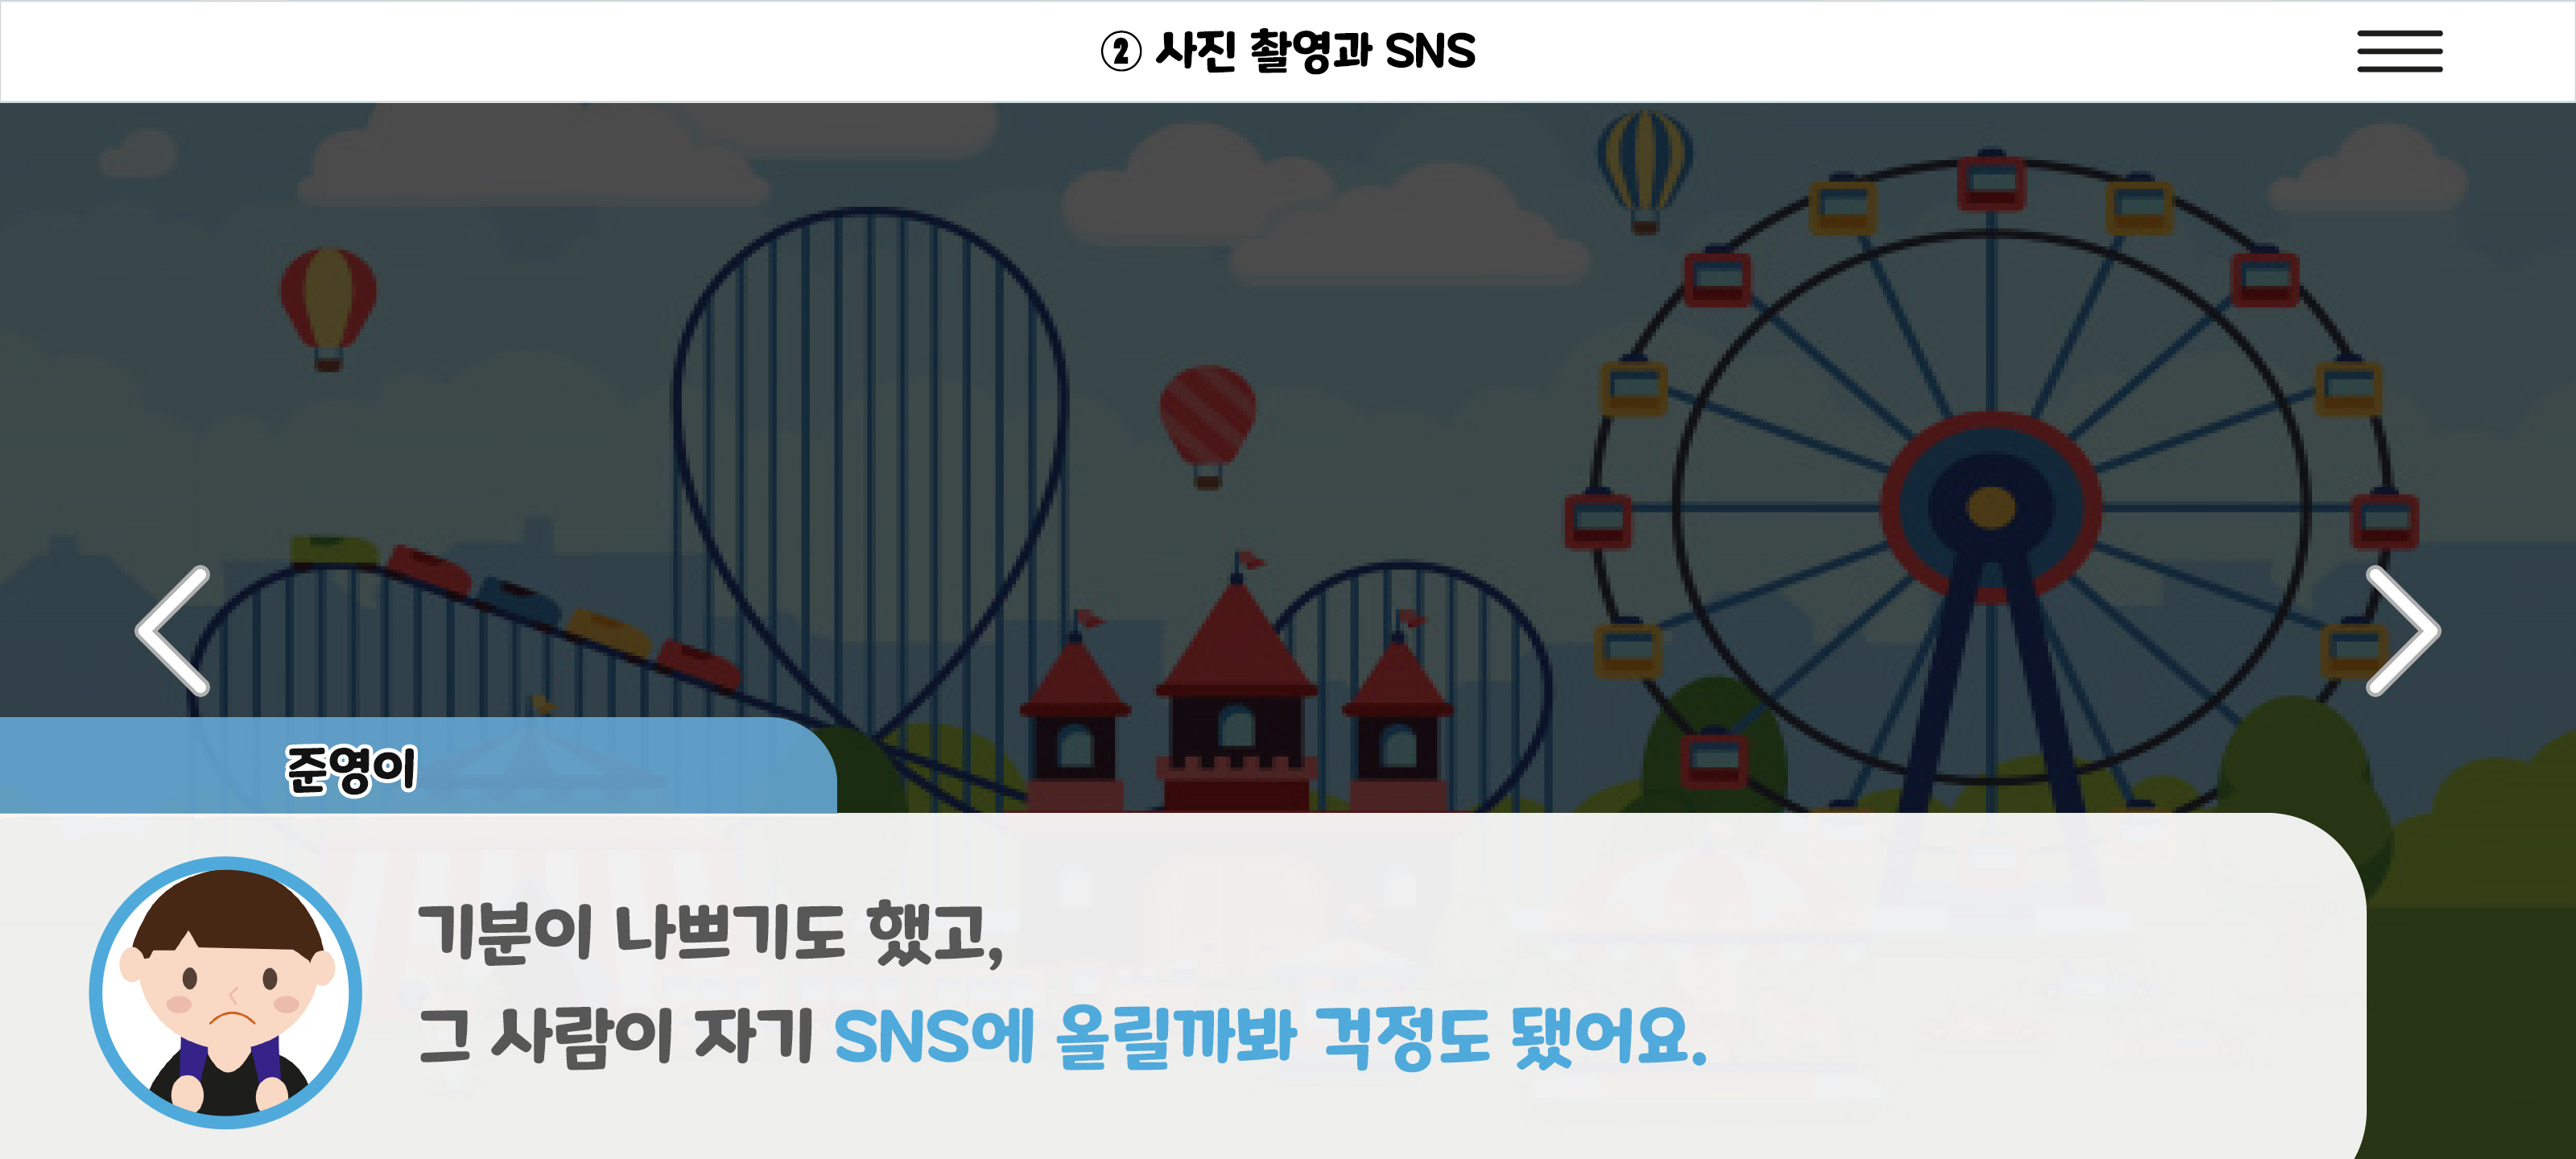 ② 사진 촬영과 SNS
준영이
기분이 나쁘기도 했고,
그 사람이 자기 SNS에 올릴까봐 걱정도 됐어요.